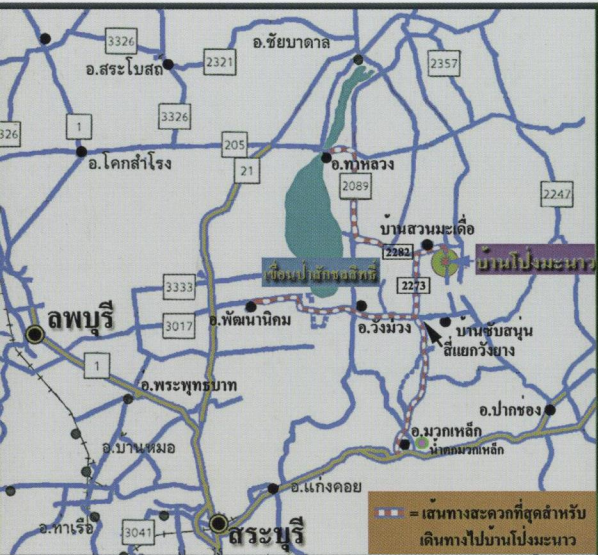 3326
อ.ชัยบาดาล
อ.สระโบสถ์
2321
2357
3326
326
1
205
อ.โคกสำโรง
21
อ.ท่าหลวง
2089
2247
บ้านสวนมะเดื่อ
2282
บ้านโป่งมะนาว
เขื่อนป่าสักชลสิทธิ์
2273
3333
อ.พัฒนานิคม
ลพบุรี
3017
อ.วังม่วง
บ้านซับสนุ่น
สี่แยกวังยาง
1
อ.พระพุทธบาท
อ.ปากช่อง
อ.มวกเหล็ก
น้ำตกมวกเหล็ก
อ.บ้านหมอ
อ.แก่งคอย
อ.ท่าเรือ
3041
สระบุรี
= เส้นทางสะดวกที่สุดสำหรับ
เดินทางไปบ้านโป่งมะนาว